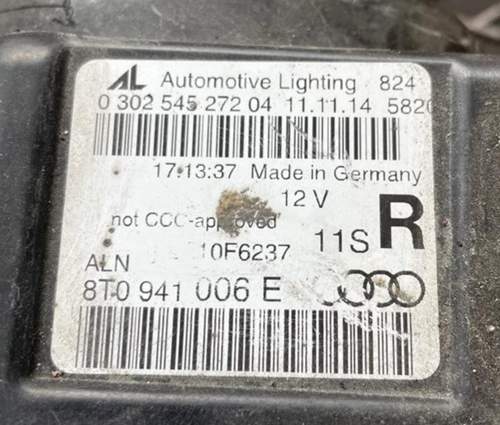 AL Automotive Lighting 824
0 302 545 272 04 11.11.14 5820
17:13:37 Made in Germany
12 V
not CCC-approved
11S R
10F6237
ALN
8T0 941 006 E